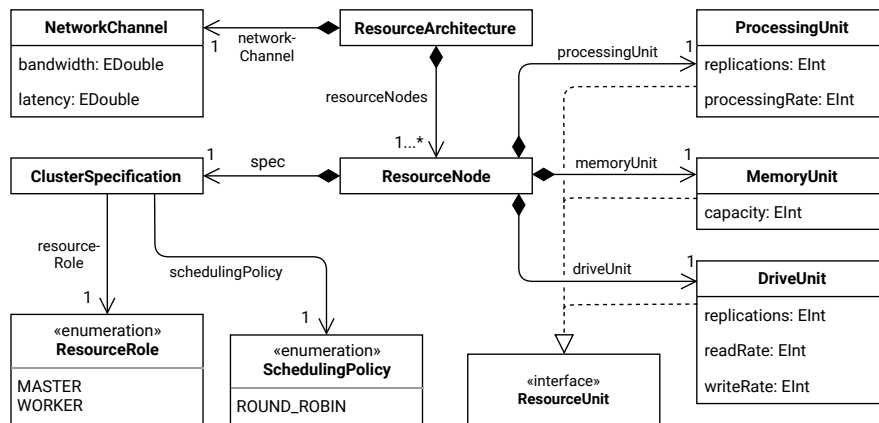 NetworkChannel
bandwidth: EDouble
latency: EDouble
1
network-
Channel
ResourceArchitecture
resourceNodes
1...*
processingUnit
1
ProcessingUnit
replications: EInt
processingRate: EInt
ClusterSpecification
1
spec
ResourceNode
memoryUnit
1
MemoryUnit
capacity: EInt
resource-
Role
1
schedulingPolicy
1
driveUnit
1
DriveUnit
replications: EInt
readRate: EInt
writeRate: EInt
«enumeration»
ResourceRole
MASTER
WORKER
«enumeration»
SchedulingPolicy
ROUND_ROBIN
«interface»
ResourceUnit